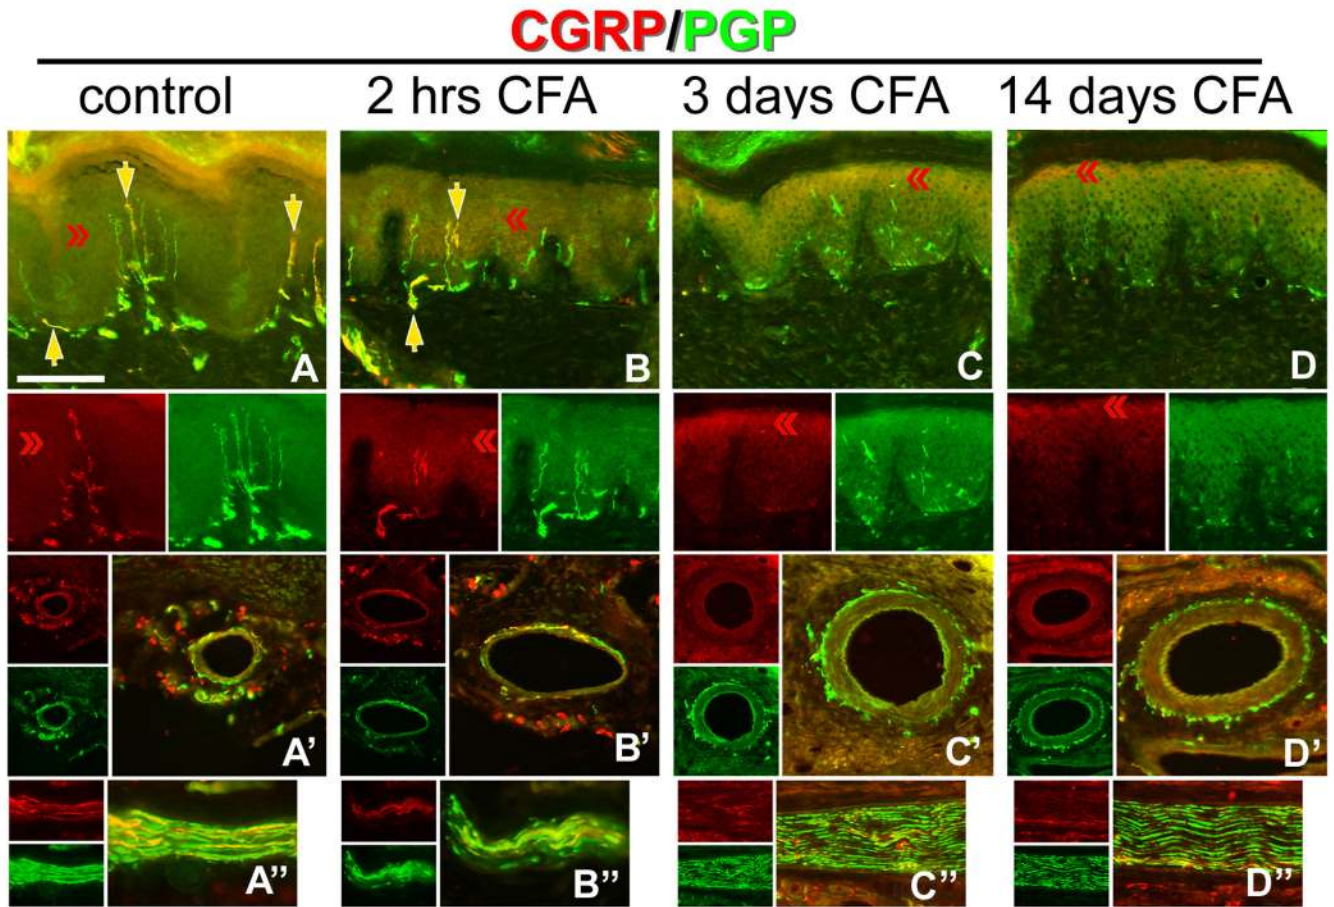 CGRP/PGP
control 2 hrs CFA 3 days CFA 14 days CFA
A B C D
A' B' C' D'
A" B" C" D"